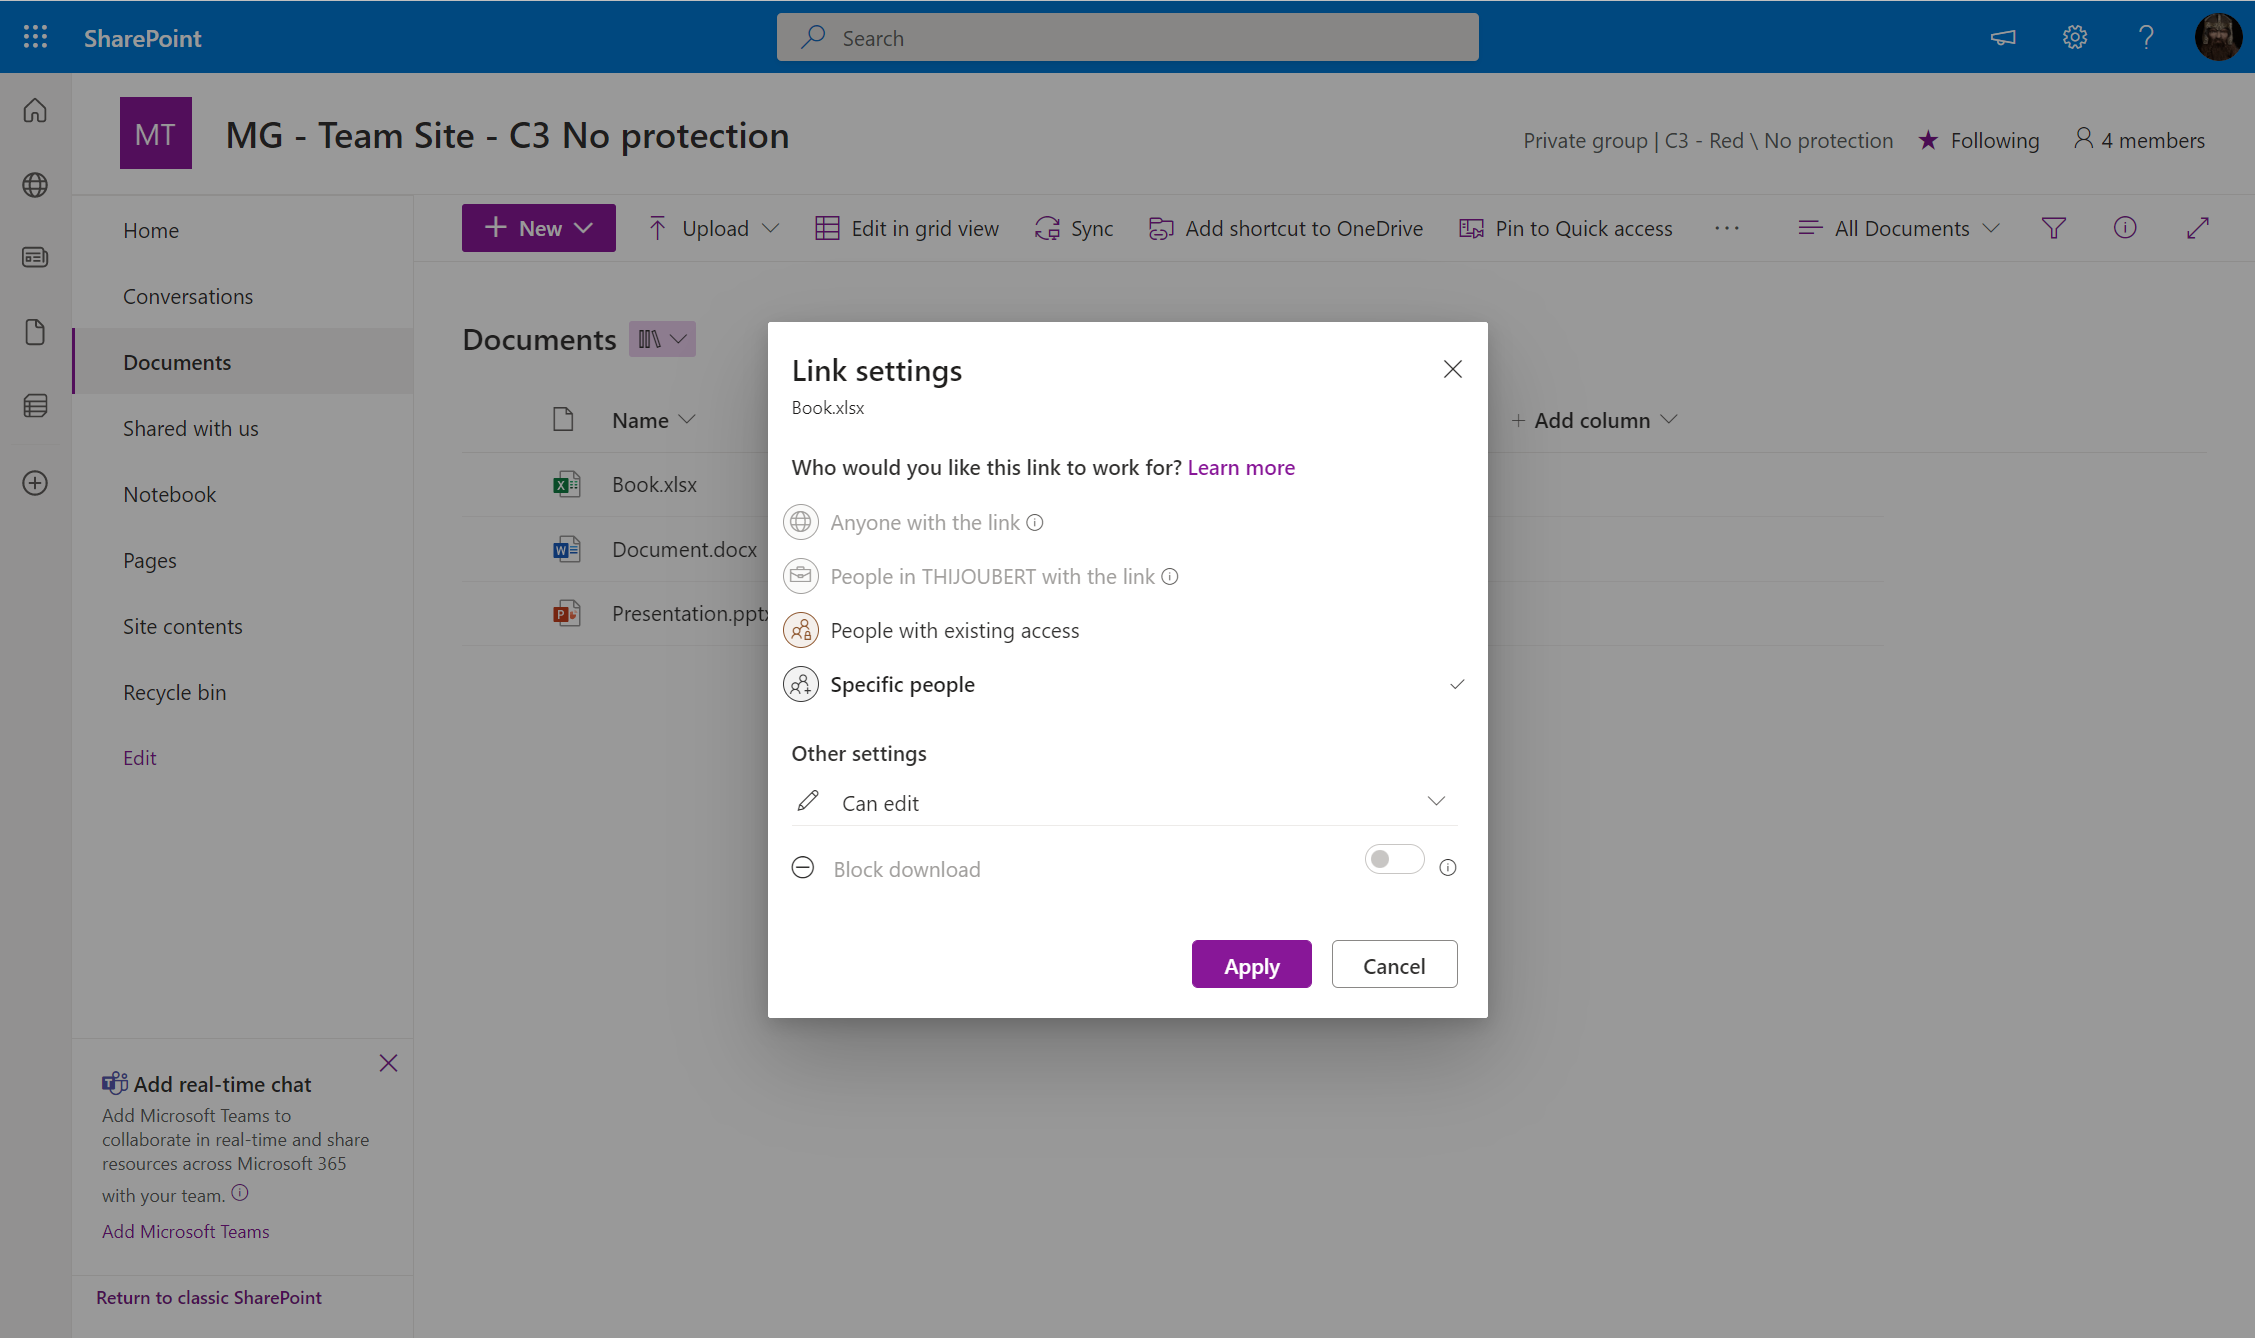 SharePoint
Search
MT
MG - Team Site - C3 No protection
Private group | C3 - Red \ No protection
Following
4 members
Home
Conversations
Documents
Shared with us
Notebook
Pages
Site contents
Recycle bin
Edit
New
Upload
Edit in grid view
Sync
Add shortcut to OneDrive
Pin to Quick access
All Documents
Documents
Name
Add column
Book.xlsx
Document.docx
Presentation.pptx
Link settings
Book.xlsx
Who would you like this link to work for? Learn more
Anyone with the link
People in THIJOUBERT with the link
People with existing access
Specific people
Other settings
Can edit
Block download
Apply
Cancel
Add real-time chat
Add Microsoft Teams to
collaborate in real-time and share
resources across Microsoft 365
with your team.
Add Microsoft Teams
Return to classic SharePoint